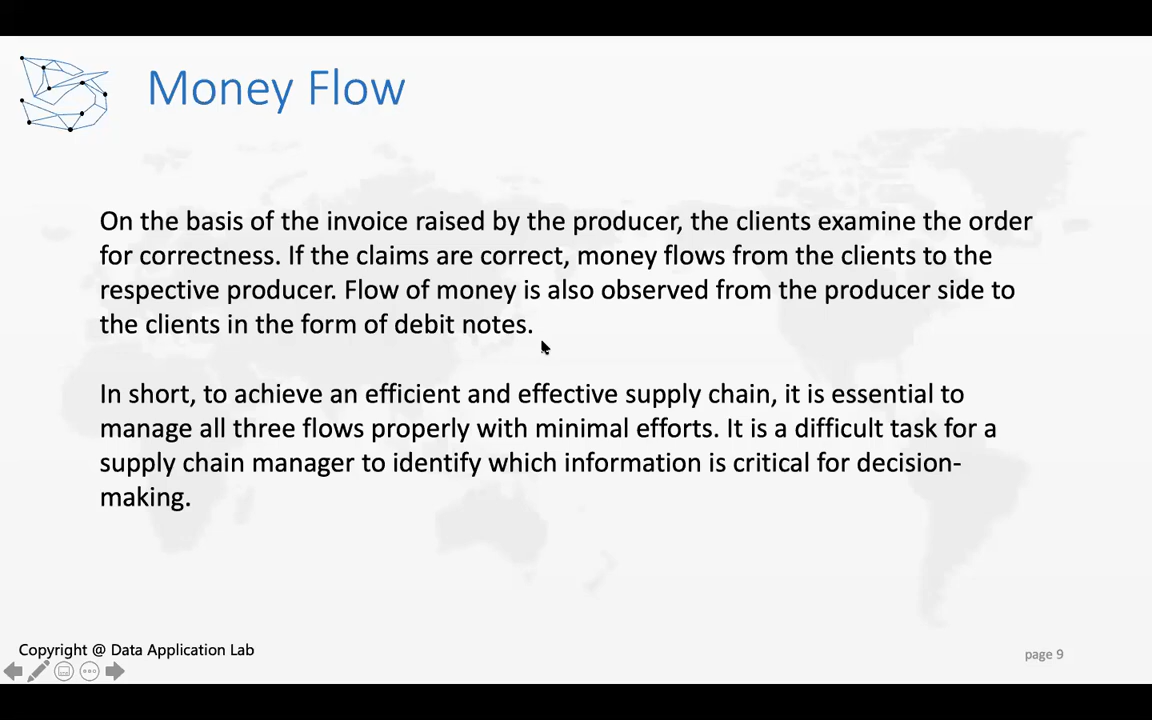 Money Flow
On the basis of the invoice raised by the producer, the clients examine the order
for correctness. If the claims are correct, money flows from the clients to the
respective producer. Flow of money is also observed from the producer side to
the clients in the form of debit notes.
In short, to achieve an efficient and effective supply chain, it is essential to
manage all three flows properly with minimal efforts. It is a difficult task for a
supply chain manager to identify which information is critical for decision-
making.
Copyright @ Data Application Lab
page 9